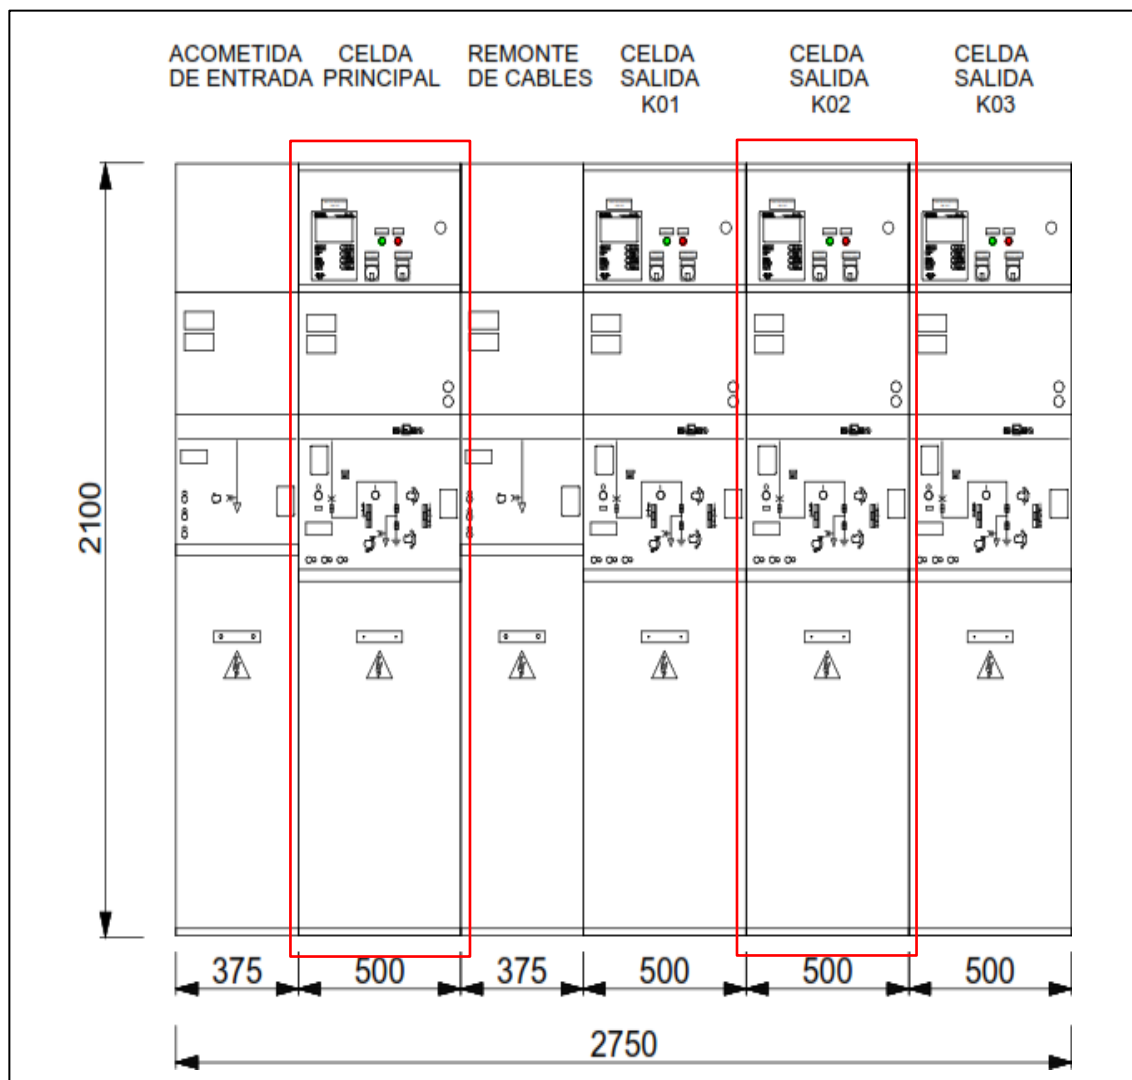 ACOMETIDA
DE ENTRADA
CELDA
PRINCIPAL
REMONTE
DE CABLES
CELDA
SALIDA
K01
CELDA
SALIDA
K02
CELDA
SALIDA
K03
2100
375
500
375
500
500
500
2750